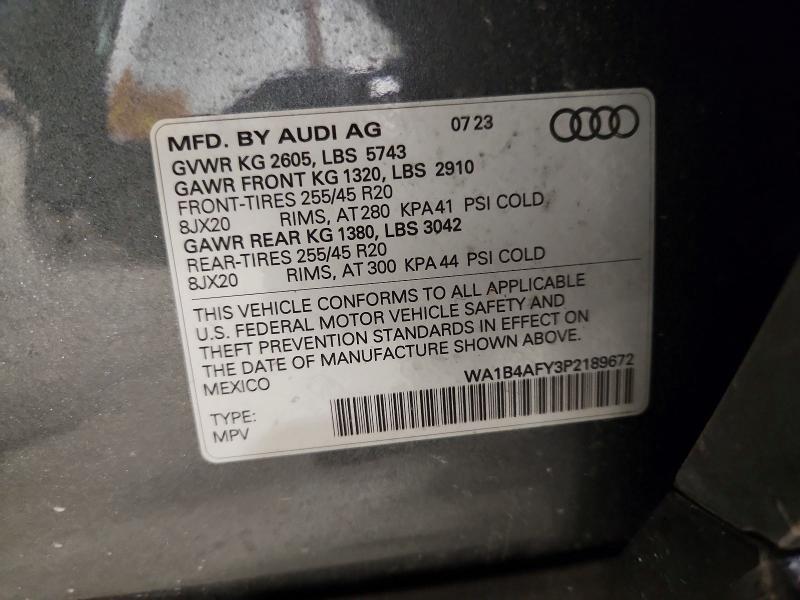 MFD. BY AUDI AG 07 23
GVWR KG 2605, LBS 5743
GAWR FRONT KG 1320, LBS 2910
FRONT-TIRES 255/45 R20
8JX20 RIMS, AT 280 KPA 41 PSI COLD
GAWR REAR KG 1380, LBS 3042
REAR-TIRES 255/45 R20
8JX20 RIMS, AT 300 KPA 44 PSI COLD
THIS VEHICLE CONFORMS TO ALL APPLICABLE
U.S. FEDERAL MOTOR VEHICLE SAFETY AND
THEFT PREVENTION STANDARDS IN EFFECT ON
THE DATE OF MANUFACTURE SHOWN ABOVE.
MEXICO
WA1B4AFY3P2189672
TYPE:
MPV